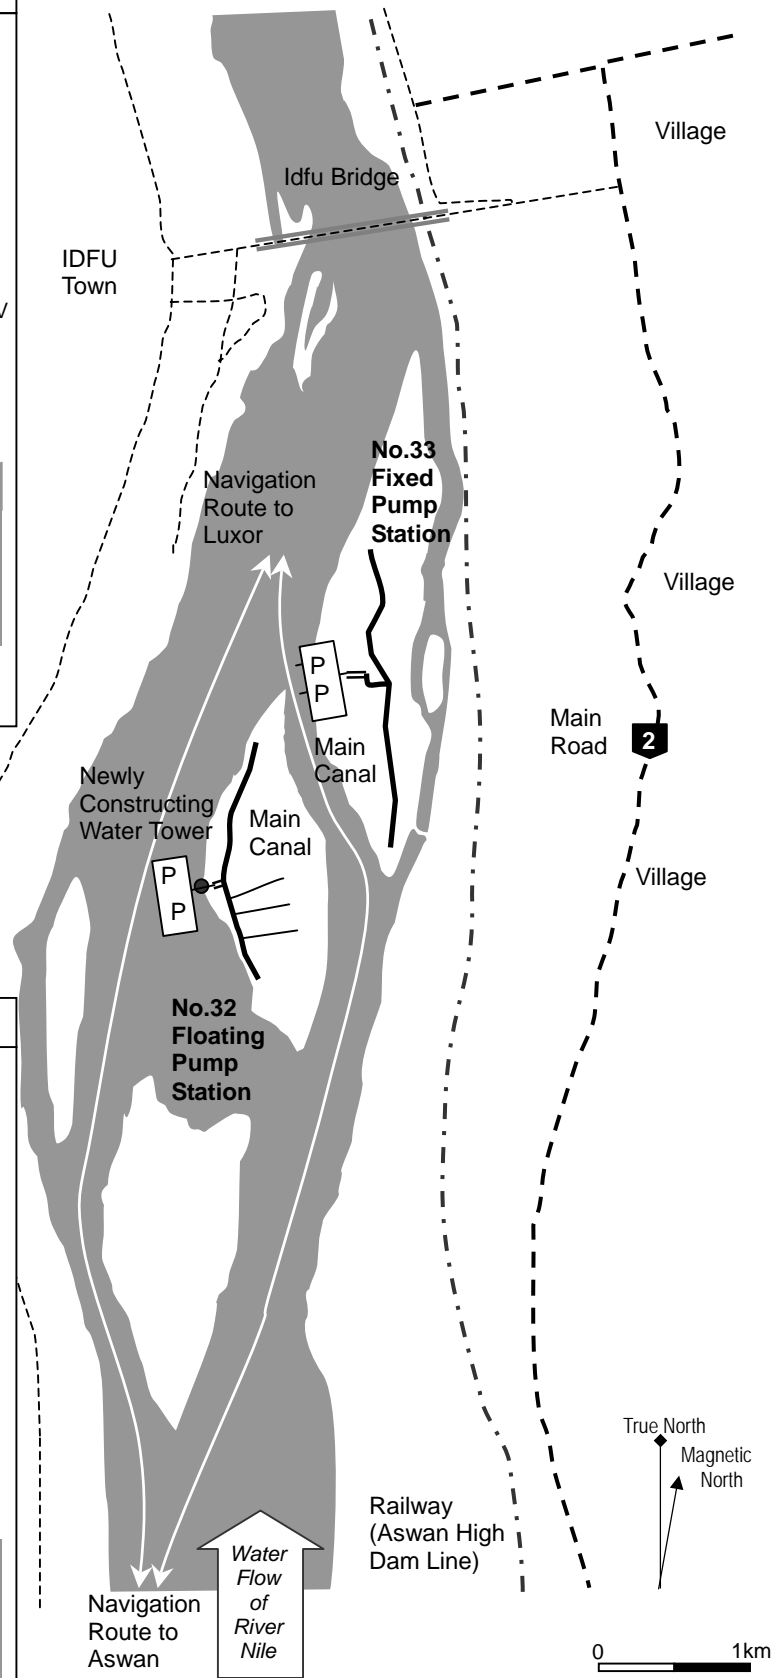 Village
Idfu Bridge
IDFU
Town
No.33
Fixed
Pump
Station
Navigation
Route to
Luxor
Village
P
P
Main
Road
2
Main
Canal
Newly
Constructing
Water Tower
Main
Canal
P
P
Village
No.32
Floating
Pump
Station
True North
Magnetic
North
Railway
(Aswan High
Dam Line)
Water
Flow
of
River
Nile
Navigation
Route to
Aswan
0 1km